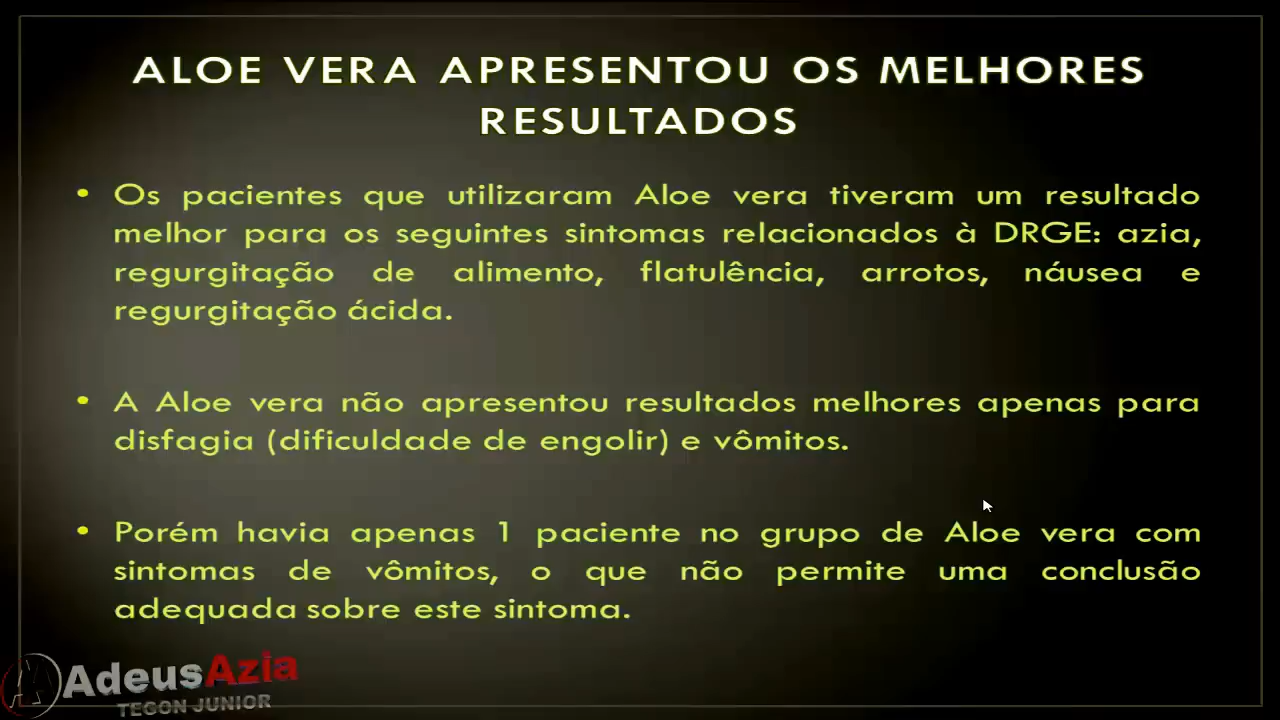 ALOE VERA APRESENTOU OS MELHORES
RESULTADOS
• Os pacientes que utilizaram Aloe vera tiveram um resultado
melhor para os seguintes sintomas relacionados à DRGE: azia,
regurgitação de alimento, flatulência, arrotos, náusea e
regurgitação ácida.
• A Aloe vera não apresentou resultados melhores apenas para
disfagia (dificuldade de engolir) e vômitos.
• Porém havia apenas 1 paciente no grupo de Aloe vera com
sintomas de vômitos, o que não permite uma conclusão
adequada sobre este sintoma.
AdeusAzia
TEGON JUNIOR